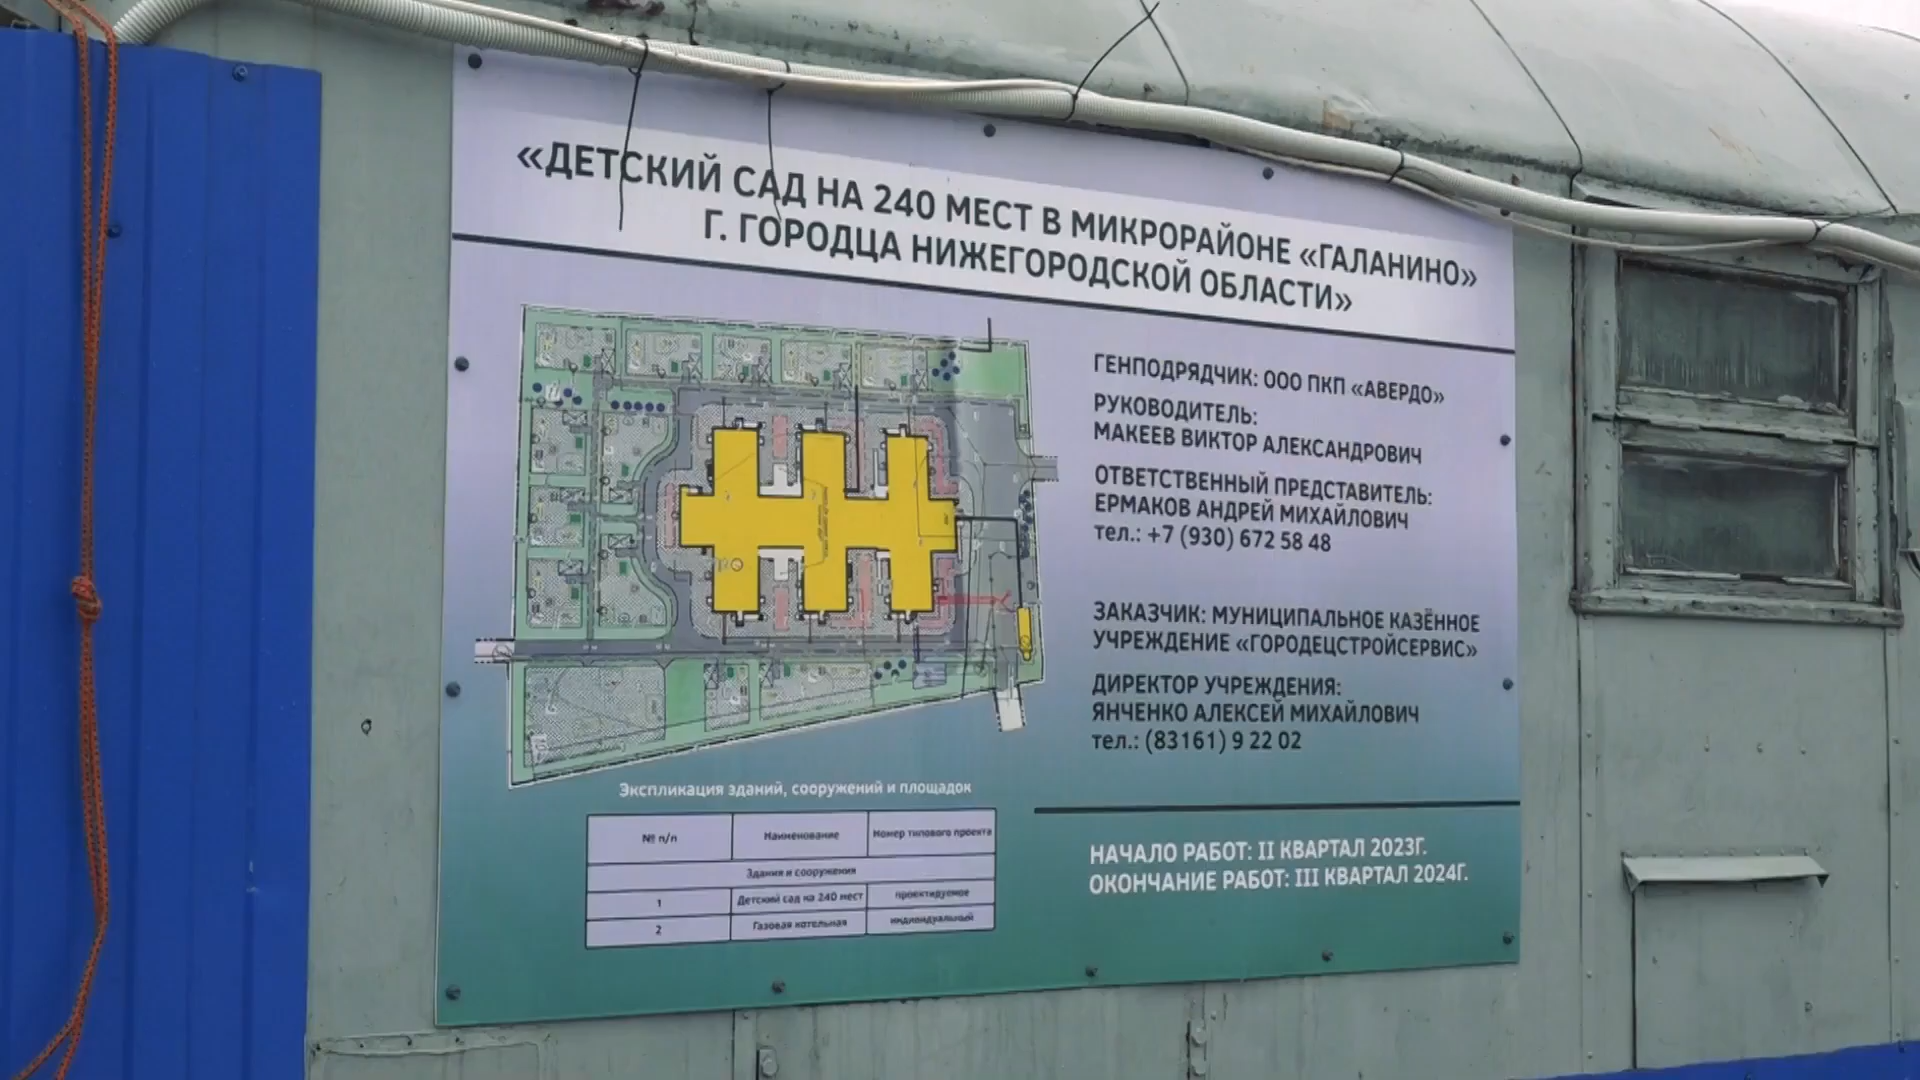 «ДЕТСКИЙ САД НА 240 МЕСТ В МИКРОРАЙОНЕ «ГАЛАНИНО»
Г. ГОРОДЦА НИЖЕГОРОДСКОЙ ОБЛАСТИ»
ГЕНПОДРЯДЧИК: ООО ПКП «АВЕРДО»
РУКОВОДИТЕЛЬ:
МАКЕЕВ ВИКТОР АЛЕКСАНДРОВИЧ
ОТВЕТСТВЕННЫЙ ПРЕДСТАВИТЕЛЬ:
ЕРМАКОВ АНДРЕЙ МИХАЙЛОВИЧ
тел.: +7 (930) 672 58 48
ЗАКАЗЧИК: МУНИЦИПАЛЬНОЕ КАЗЁННОЕ
УЧРЕЖДЕНИЕ «ГОРОДЕЦСТРОЙСЕРВИС»
ДИРЕКТОР УЧРЕЖДЕНИЯ:
ЯНЧЕНКО АЛЕКСЕЙ МИХАЙЛОВИЧ
тел.: (83161) 9 22 02
Экспликация зданий, сооружений и площадок
№ п/п Наименование Номер типового проекта
Здания и сооружения
1 Детский сад на 240 мест проектируемое
2 Газовая котельная индивидуальный
НАЧАЛО РАБОТ: II КВАРТАЛ 2023Г.
ОКОНЧАНИЕ РАБОТ: III КВАРТАЛ 2024Г.